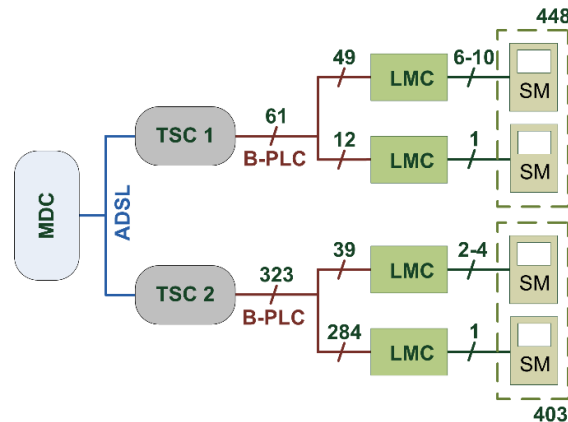 448
49
6-10
LMC
SM
61
TSC 1
B-PLC
12
LMC
1
SM
MDC
ADSL
39
2-4
LMC
SM
323
TSC 2
B-PLC
284
LMC
1
SM
403